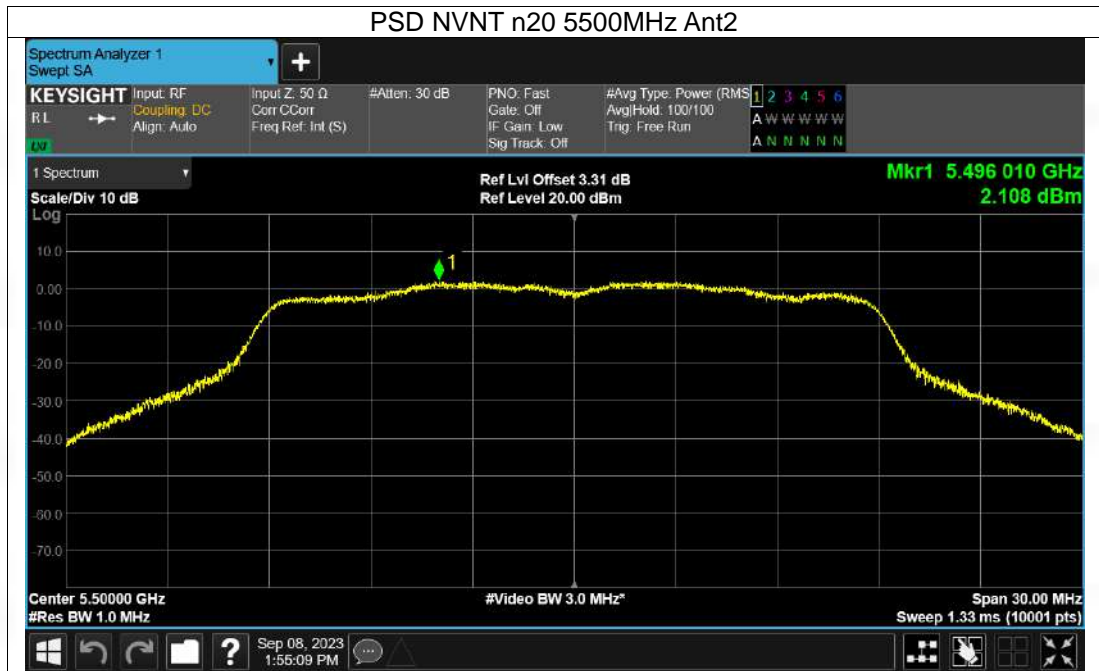 PSD NVNT n20 5500MHz Ant2
Spectrum Analyzer 1
Swept SA
+
KEYSIGHT
RL
LXI
Input: RF
Coupling: DC
Align: Auto
Input Z: 50 Ω
Corr CCorr
Freq Ref: Int (S)
#Atten: 30 dB
PNO: Fast
Gate: Off
IF Gain: Low
Sig Track: Off
#Avg Type: Power (RMS
Avg|Hold: 100/100
Trig: Free Run
1 2 3 4 5 6
A W W W W W
A N N N N N
1 Spectrum
Scale/Div 10 dB
Log
Ref Lvl Offset 3.31 dB
Ref Level 20.00 dBm
Mkr1 5.496 010 GHz
2.108 dBm
10.0
0.00
-10.0
-20.0
-30.0
-40.0
-50.0
-60.0
-70.0
1
Center 5.50000 GHz
#Res BW 1.0 MHz
#Video BW 3.0 MHz*
Span 30.00 MHz
Sweep 1.33 ms (10001 pts)
?
Sep 08, 2023
1:55:09 PM